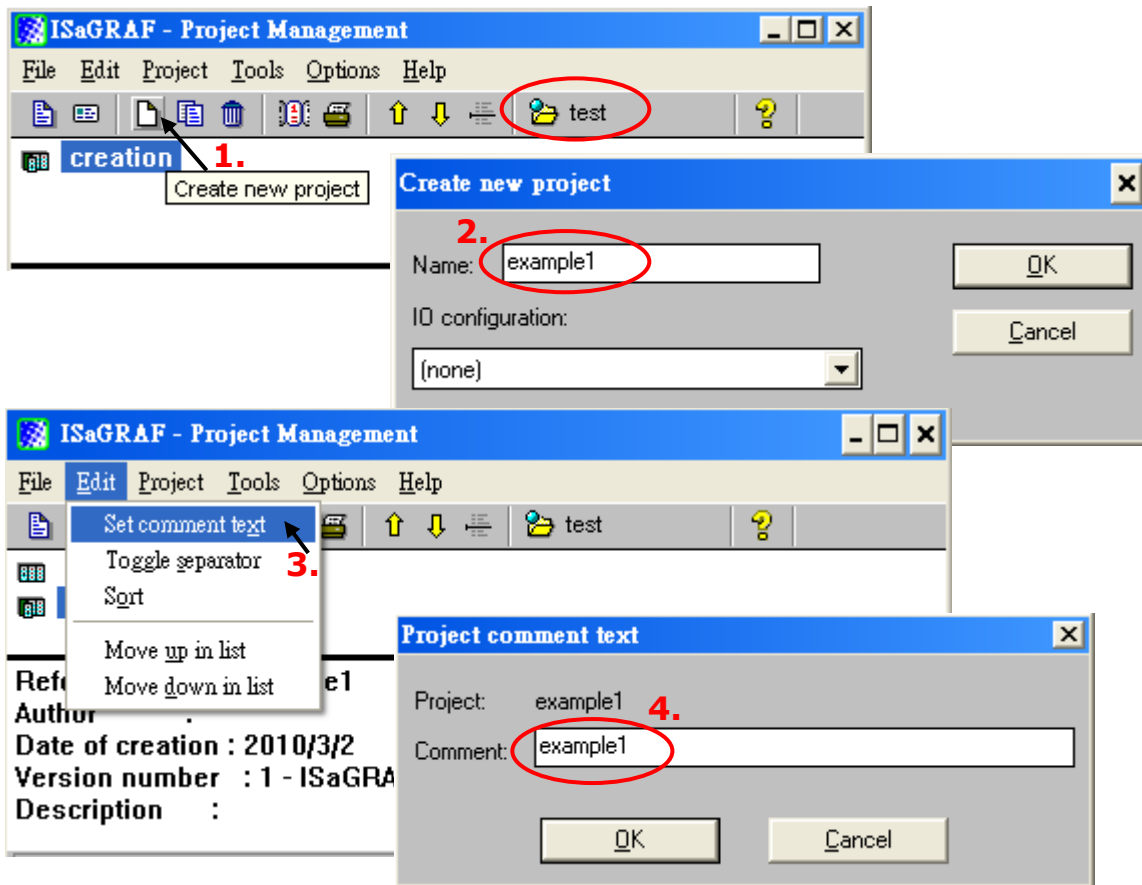 ISaGRAF - Project Management
File Edit Project Tools Options Help
test
creation
1.
Create new project
Create new project
2.
Name: example1
OK
IO configuration:
Cancel
(none)
ISaGRAF - Project Management
File Edit Project Tools Options Help
Set comment text
test
Toggle separator
3.
Sort
Move up in list
Move down in list
Project comment text
Project: example1
4.
Comment: example1
Refe e1
Author :
Date of creation : 2010/3/2
Version number : 1 - ISaGRA
Description :
OK Cancel